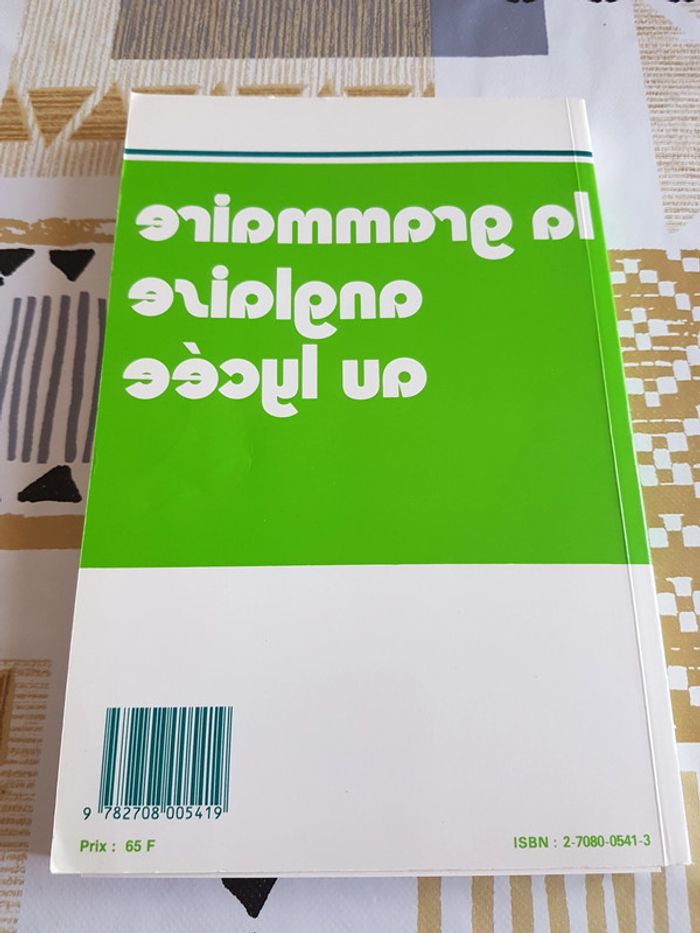 la grammaire
anglaise
au lycée
9 782708 005419
Prix : 65 F
ISBN : 2-7080-0541-3